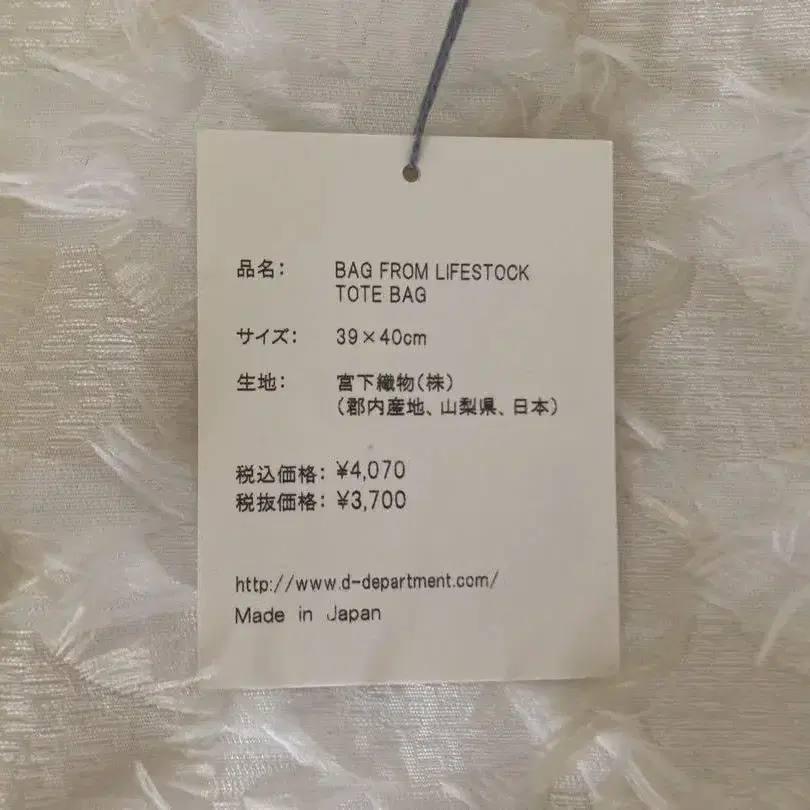 品名： BAG FROM LIFESTOCK
TOTE BAG
サイズ： 39×40cm
生地： 宮下織物(株)
(郡内産地、山梨県、日本)
税込価格： ¥4,070
税抜価格： ¥3,700
http://www.d-department.com/
Made in Japan